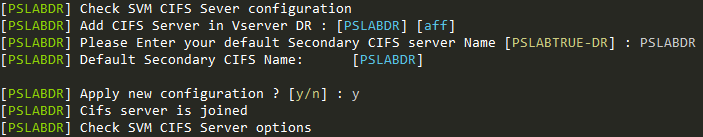 [PSLABDR] Check SVM CIFS Sever configuration
[PSLABDR] Add CIFS Server in Vserver DR : [PSLABDR] [aff]
[PSLABDR] Please Enter your default Secondary CIFS server Name [PSLABTRUE-DR] : PSLABDR
[PSLABDR] Default Secondary CIFS Name: [PSLABDR]
[PSLABDR] Apply new configuration ? [y/n] : y
[PSLABDR] Cifs server is joined
[PSLABDR] Check SVM CIFS Server options